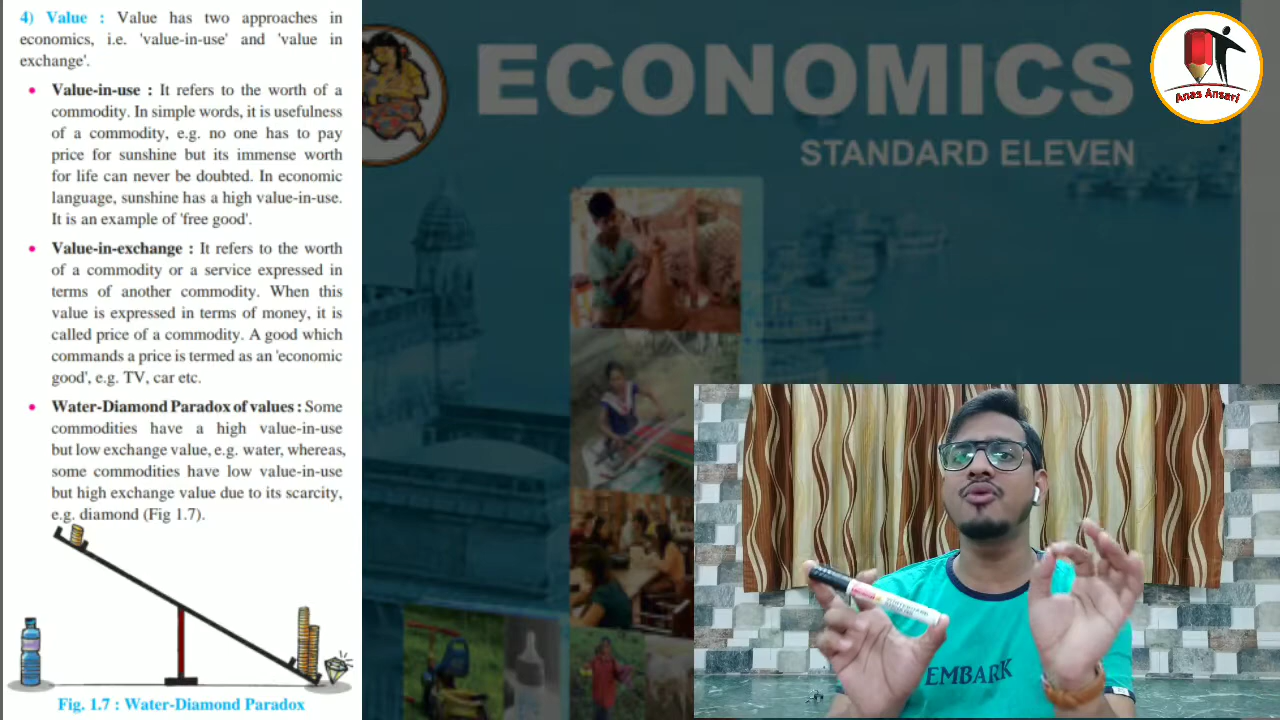 4) Value : Value has two approaches in
economics, i.e. 'value-in-use' and 'value in
exchange'.
• Value-in-use : It refers to the worth of a
commodity. In simple words, it is usefulness
of a commodity, e.g. no one has to pay
price for sunshine but its immense worth
for life can never be doubted. In economic
language, sunshine has a high value-in-use.
It is an example of 'free good'.
• Value-in-exchange : It refers to the worth
of a commodity or a service expressed in
terms of another commodity. When this
value is expressed in terms of money, it is
called price of a commodity. A good which
commands a price is termed as an 'economic
good', e.g. TV, car etc.
• Water-Diamond Paradox of values : Some
commodities have a high value-in-use
but low exchange value, e.g. water, whereas,
some commodities have low value-in-use
but high exchange value due to its scarcity,
e.g. diamond (Fig 1.7).
Fig. 1.7 : Water-Diamond Paradox
ECONOMICS
STANDARD ELEVEN
Anas Ansari
EMBARK